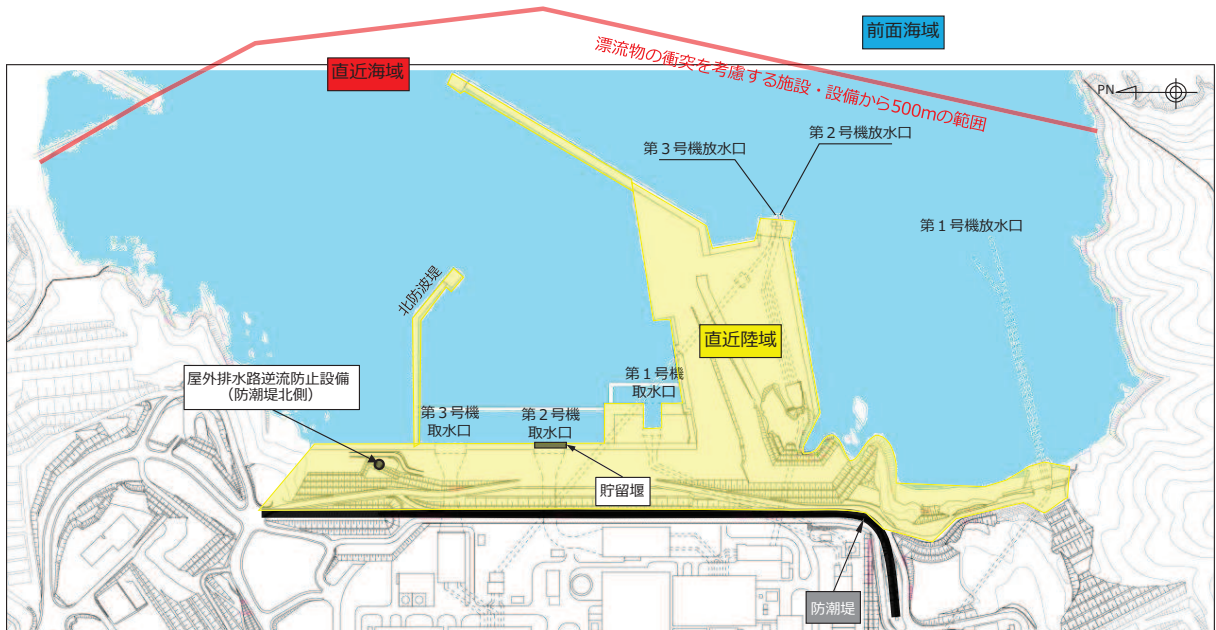 前面海域
直近海域
漂流物の衝突を考慮する施設・設備から500mの範囲
PN
第３号機放水口
第２号機放水口
第１号機放水口
北防波堤
直近陸域
屋外排水路逆流防止設備
（防潮堤北側）
第１号機
取水口
第３号機
取水口
第２号機
取水口
貯留堰
防潮堤